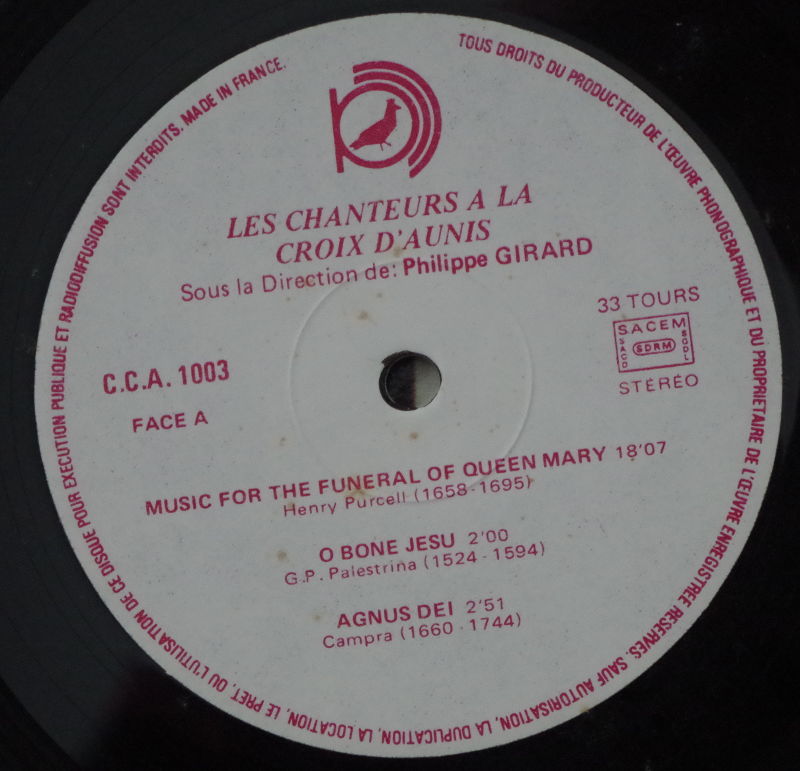 TOUS DROITS DU PRODUCTEUR DE L'ŒUVRE PHONOGRAPHIQUE ET DU PROPRIETAIRE DE L'ŒUVRE ENREGISTREE RESERVES. SAUF AUTORISATION, LA DUPLICATION, LA LOCATION, LE PRET, OU L'UTILISATION DE CE DISQUE POUR EXECUTION PUBLIQUE ET RADIODIFFUSION SONT INTERDITS. MADE IN FRANCE.
LES CHANTEURS A LA
CROIX D'AUNIS
Sous la Direction de: Philippe GIRARD
33 TOURS
SACEM
SACD
SDRM
SGDL
STÉRÉO
C.C.A. 1003
FACE A
MUSIC FOR THE FUNERAL OF QUEEN MARY 18'07
Henry Purcell (1658-1695)
O BONE JESU 2'00
G.P. Palestrina (1524-1594)
AGNUS DEI 2'51
Campra (1660-1744)